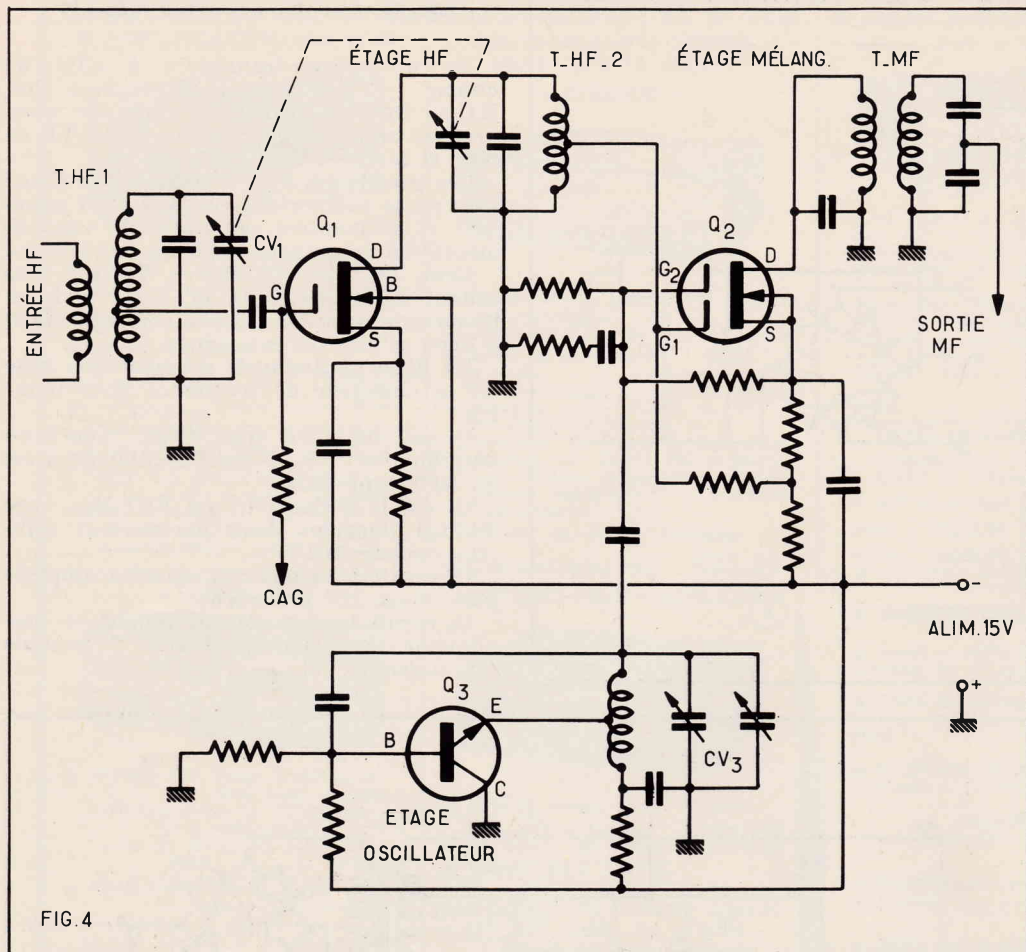 ÉTAGE HF
T_HF_2
ÉTAGE MÉLANG.
T_MF
T_HF_1
ENTRÉE HF
CV1
Q1
G
D
B
S
Q2
G2
G1
D
S
SORTIE
MF
CAG
-
ALIM.15V
+
Q3
B
E
C
CV3
ETAGE
OSCILLATEUR
FIG.4